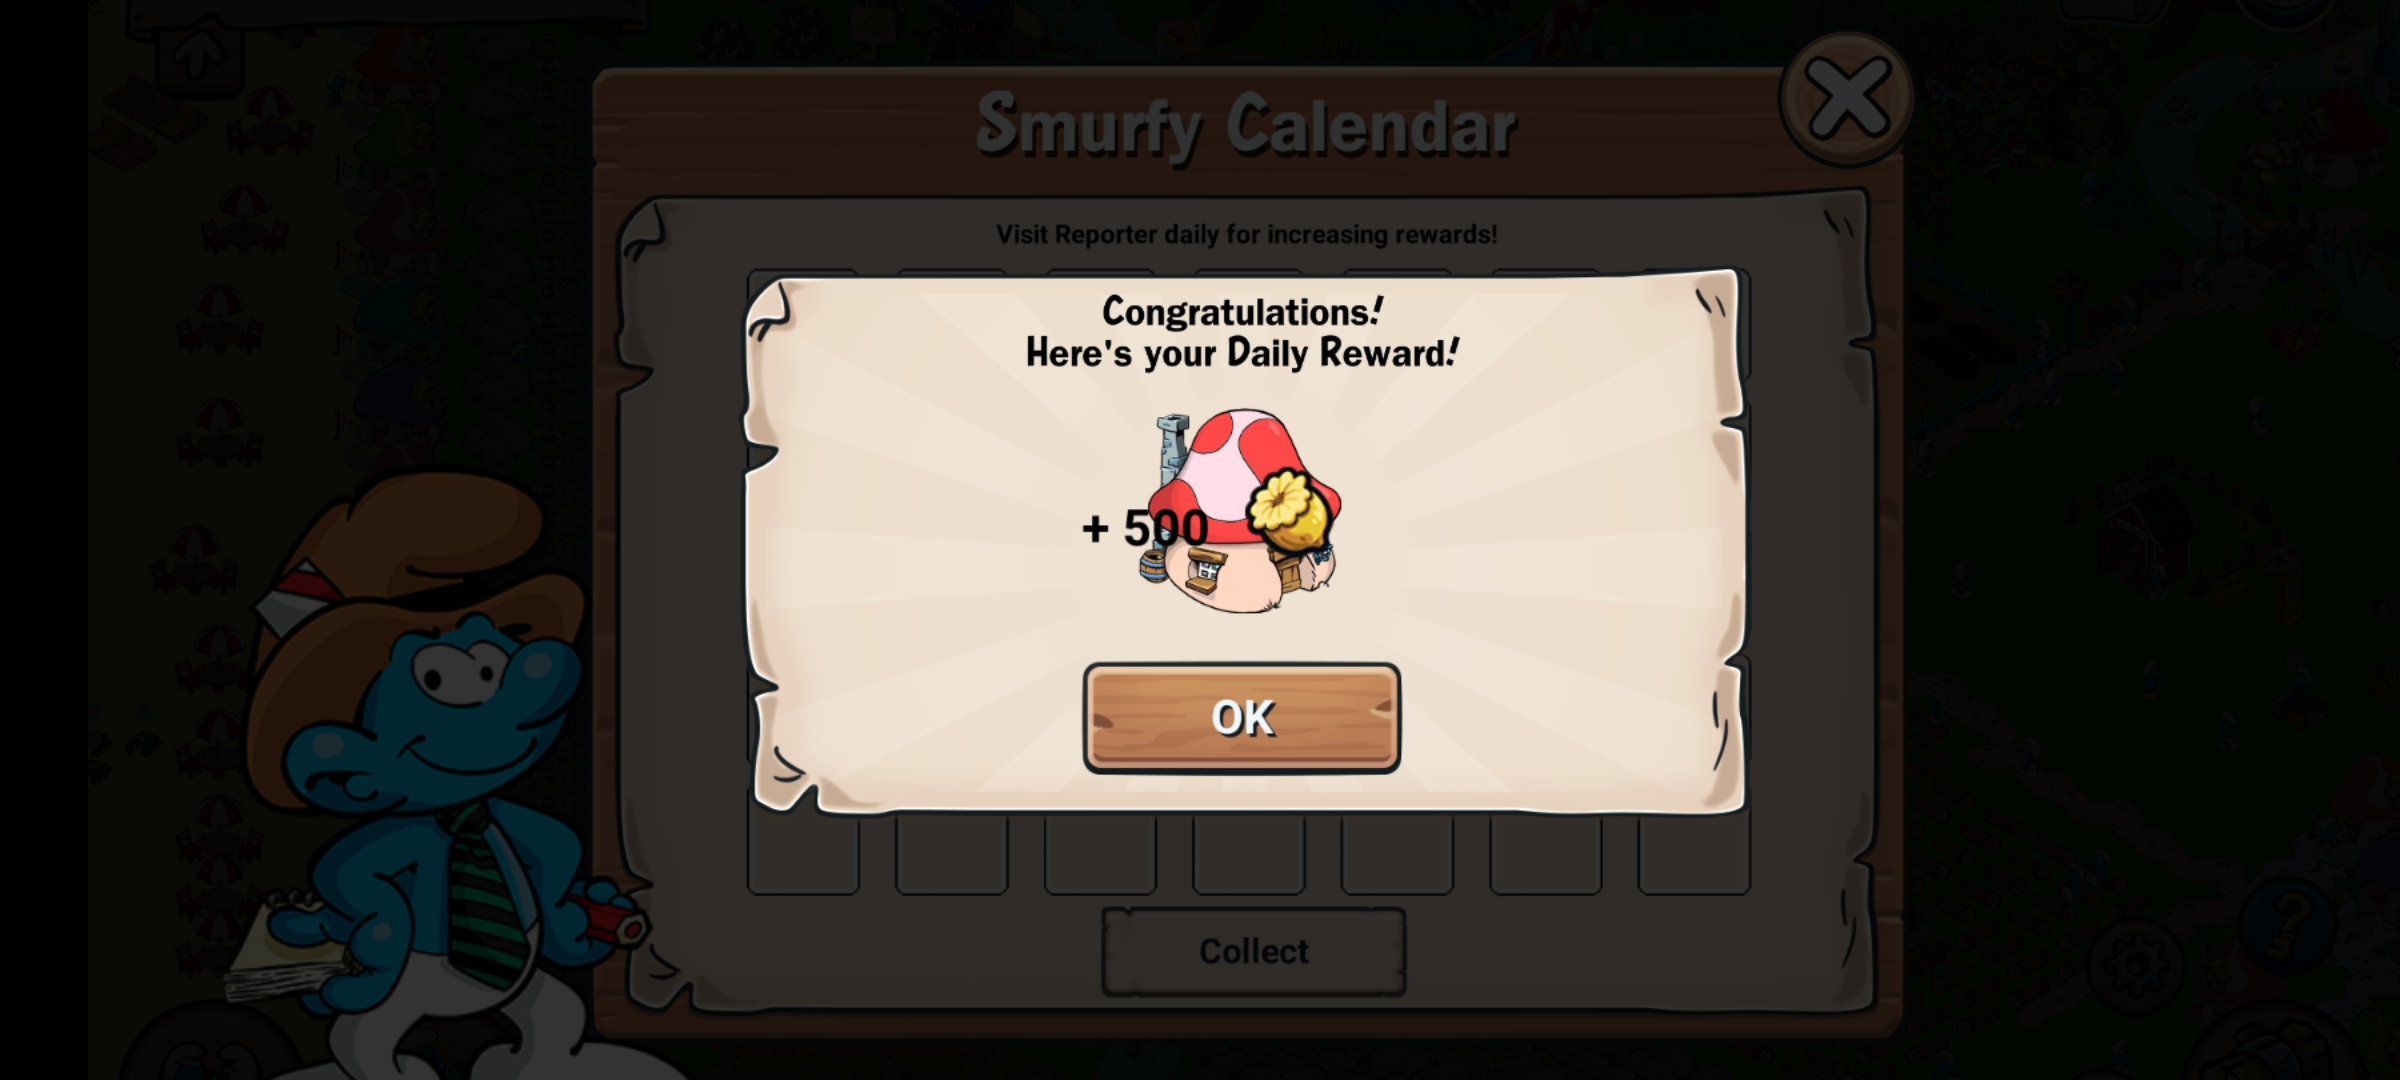 Smurfy Calendar
Visit Reporter daily for increasing rewards!
Congratulations!
Here's your Daily Reward!
+ 500
OK
Collect
?